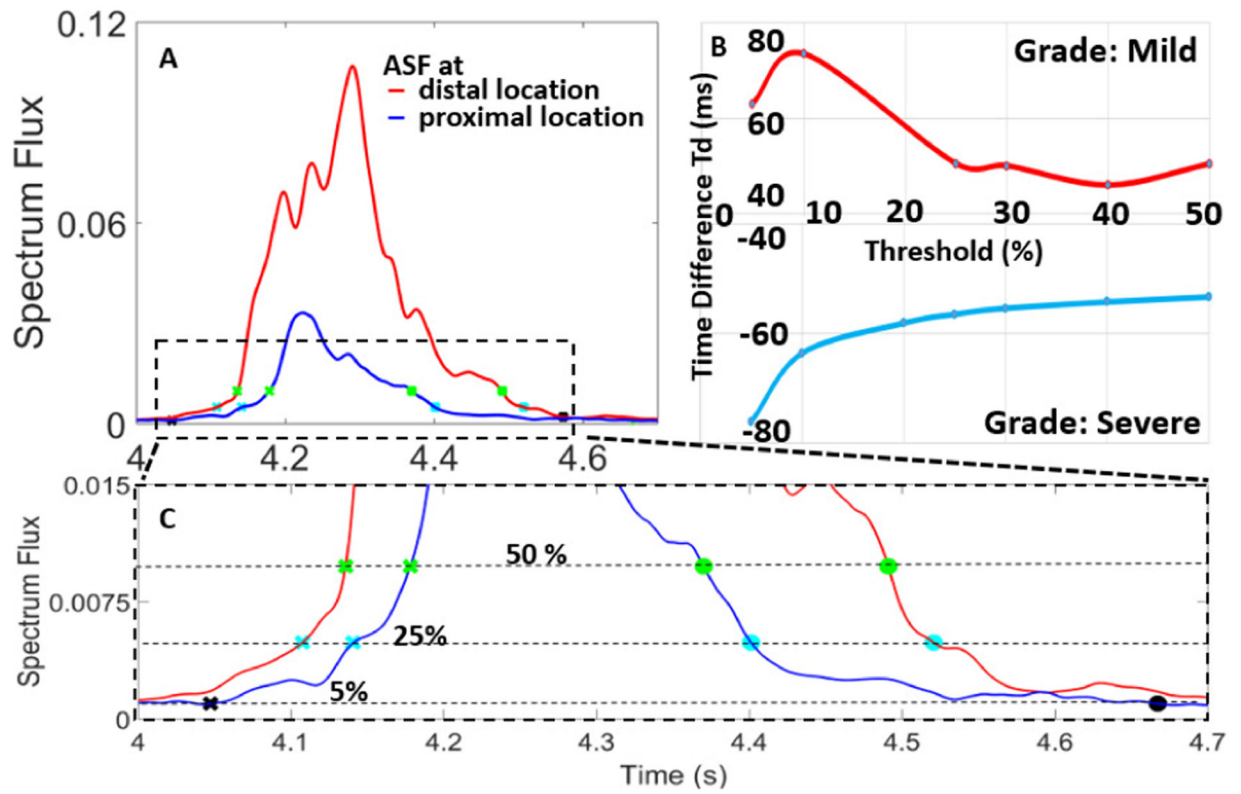 0.12
A
ASF at
distal location
proximal location
0.06
0
Spectrum Flux
4
4.2
4.4
4.6
B
Grade: Mild
80
60
40
0
10
20
30
40
50
-40
Threshold (%)
-60
-80
Time Difference Td (ms)
Grade: Severe
C
0.015
0.0075
0
Spectrum Flux
50 %
25%
5%
4
4.1
4.2
4.3
4.4
4.5
4.6
4.7
Time (s)